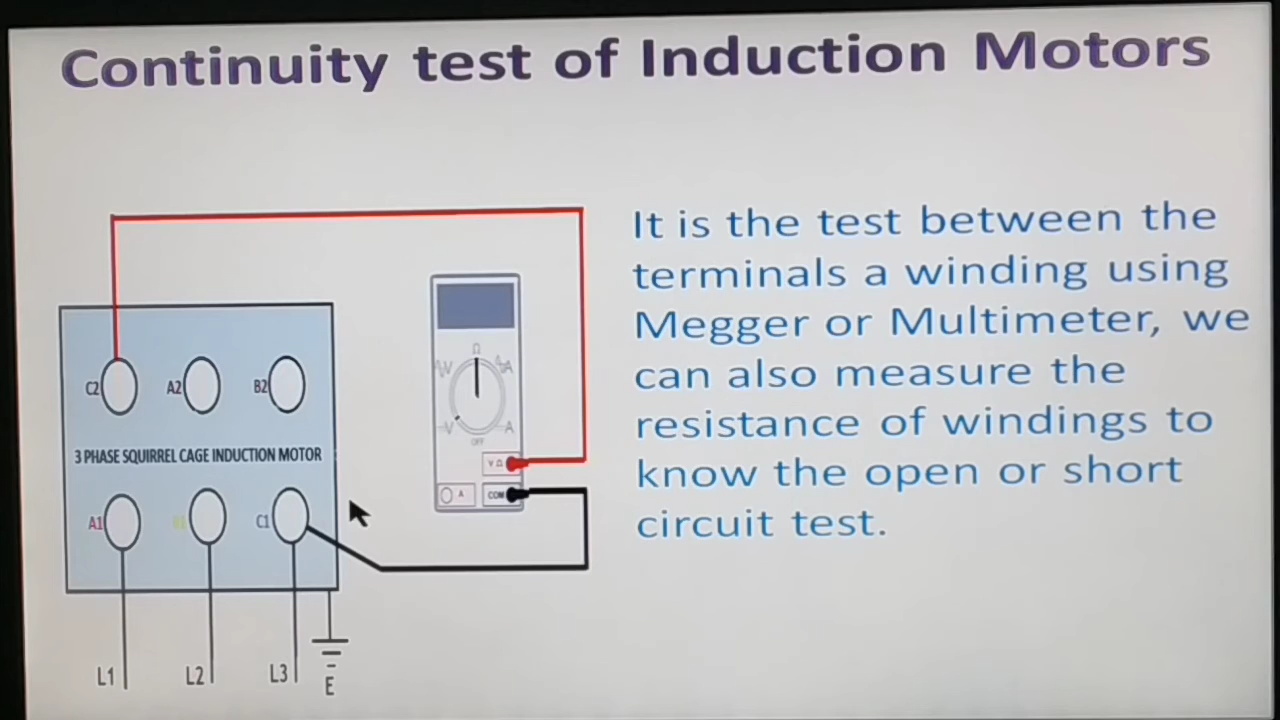 Continuity test of Induction Motors
It is the test between the
terminals a winding using
Megger or Multimeter, we
can also measure the
resistance of windings to
know the open or short
circuit test.
C2 A2 B2
3 PHASE SQUIRREL CAGE INDUCTION MOTOR
A1 C1
L1 L2 L3
E
Ω
V A
OFF
V Ω
A COM